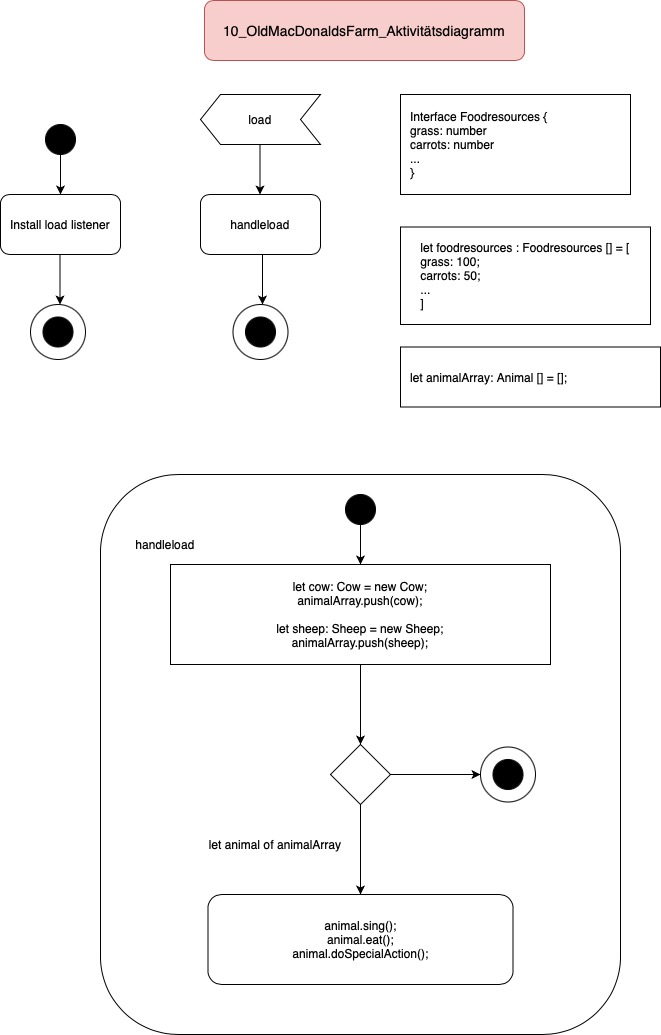 10_OldMacDonaldsFarm_Aktivitätsdiagramm
load
Install load listener
handleload
Interface Foodresources {
grass: number
carrots: number
...
}
let foodresources : Foodresources [] = [
grass: 100;
carrots: 50;
...
]
let animalArray: Animal [] = [];
handleload
let cow: Cow = new Cow;
animalArray.push(cow);
let sheep: Sheep = new Sheep;
animalArray.push(sheep);
let animal of animalArray
animal.sing();
animal.eat();
animal.doSpecialAction();